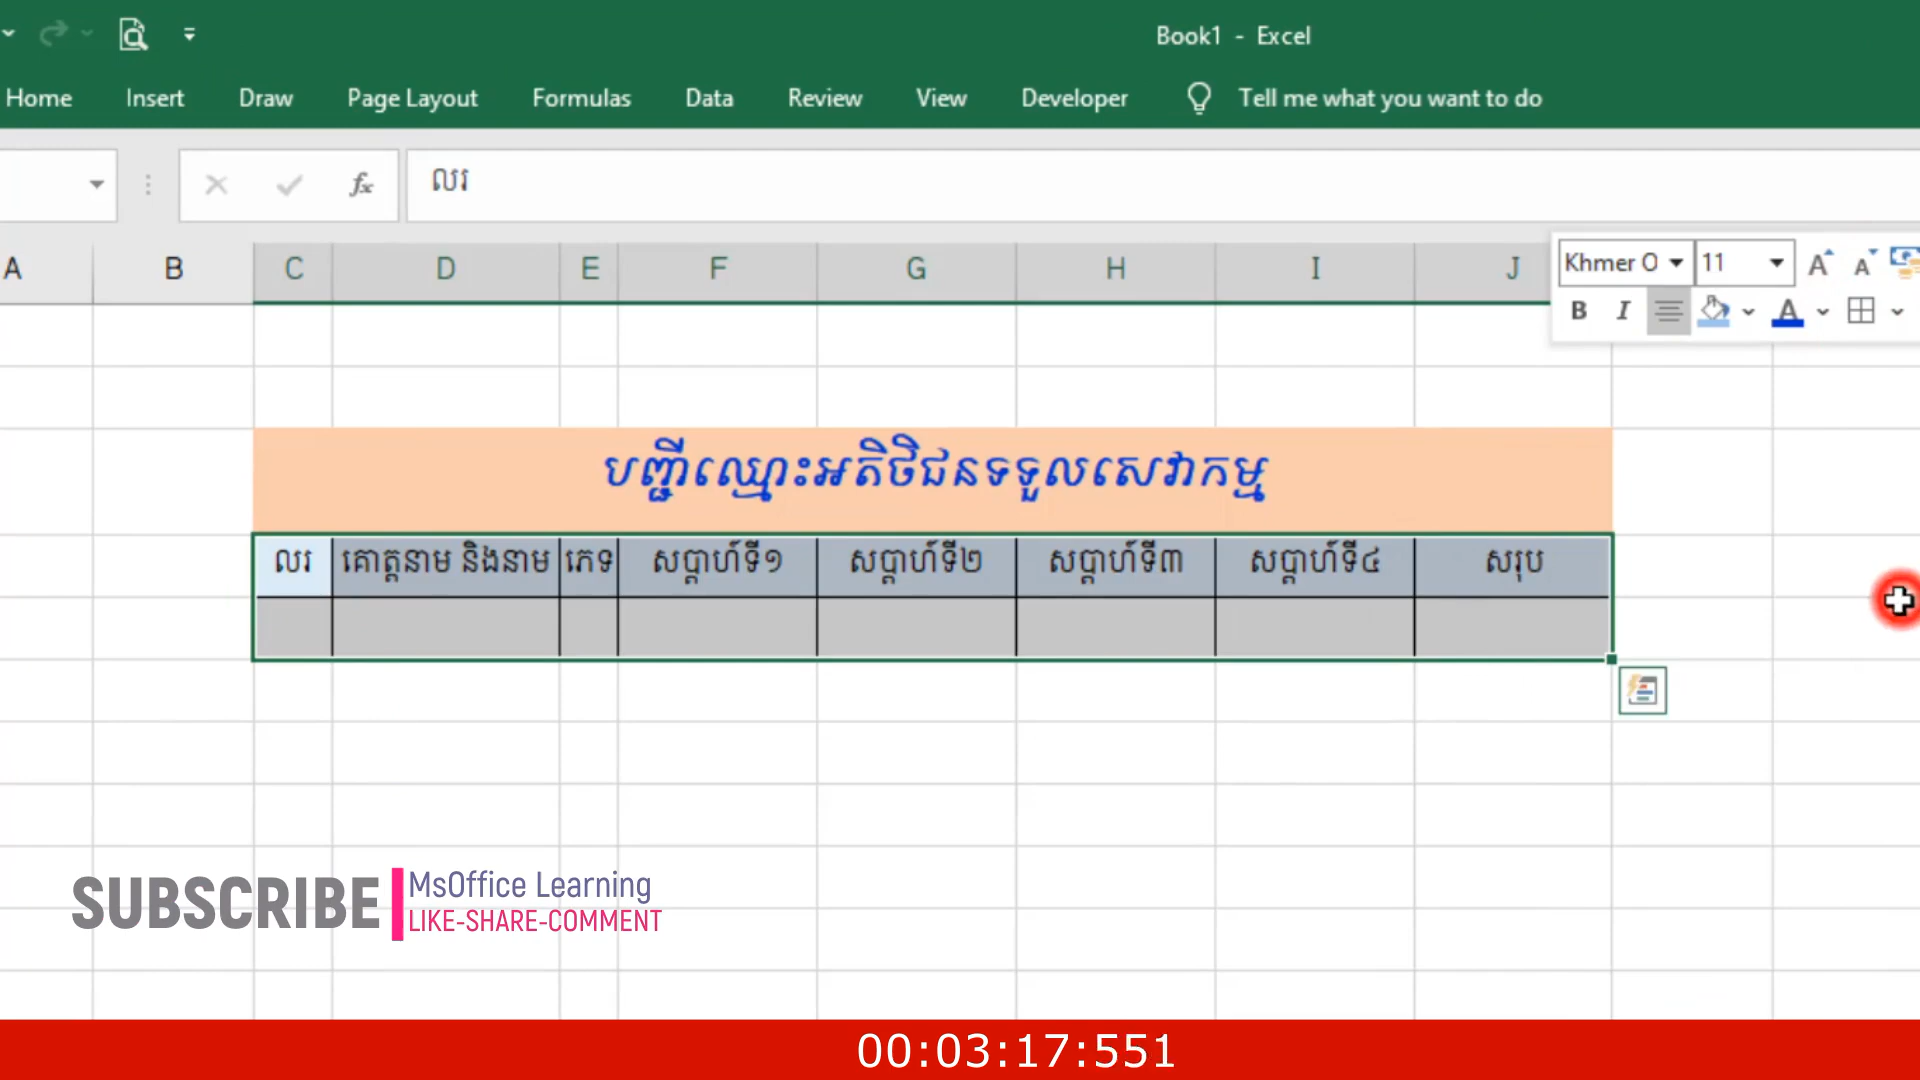 Book1 - Excel
Home Insert Draw Page Layout Formulas Data Review View Developer Tell me what you want to do
fx លរ
A B C D E F G H I J
Khmer O 11 A A
B I A
បញ្ជីឈ្មោះអតិថិជនទទួលសេវាកម្ម
លរ គោត្តនាម និងនាម ភេទ សប្តាហ៍ទី១ សប្តាហ៍ទី២ សប្តាហ៍ទី៣ សប្តាហ៍ទី៤ សរុប
SUBSCRIBE MsOffice Learning
LIKE-SHARE-COMMENT
00:03:17:551